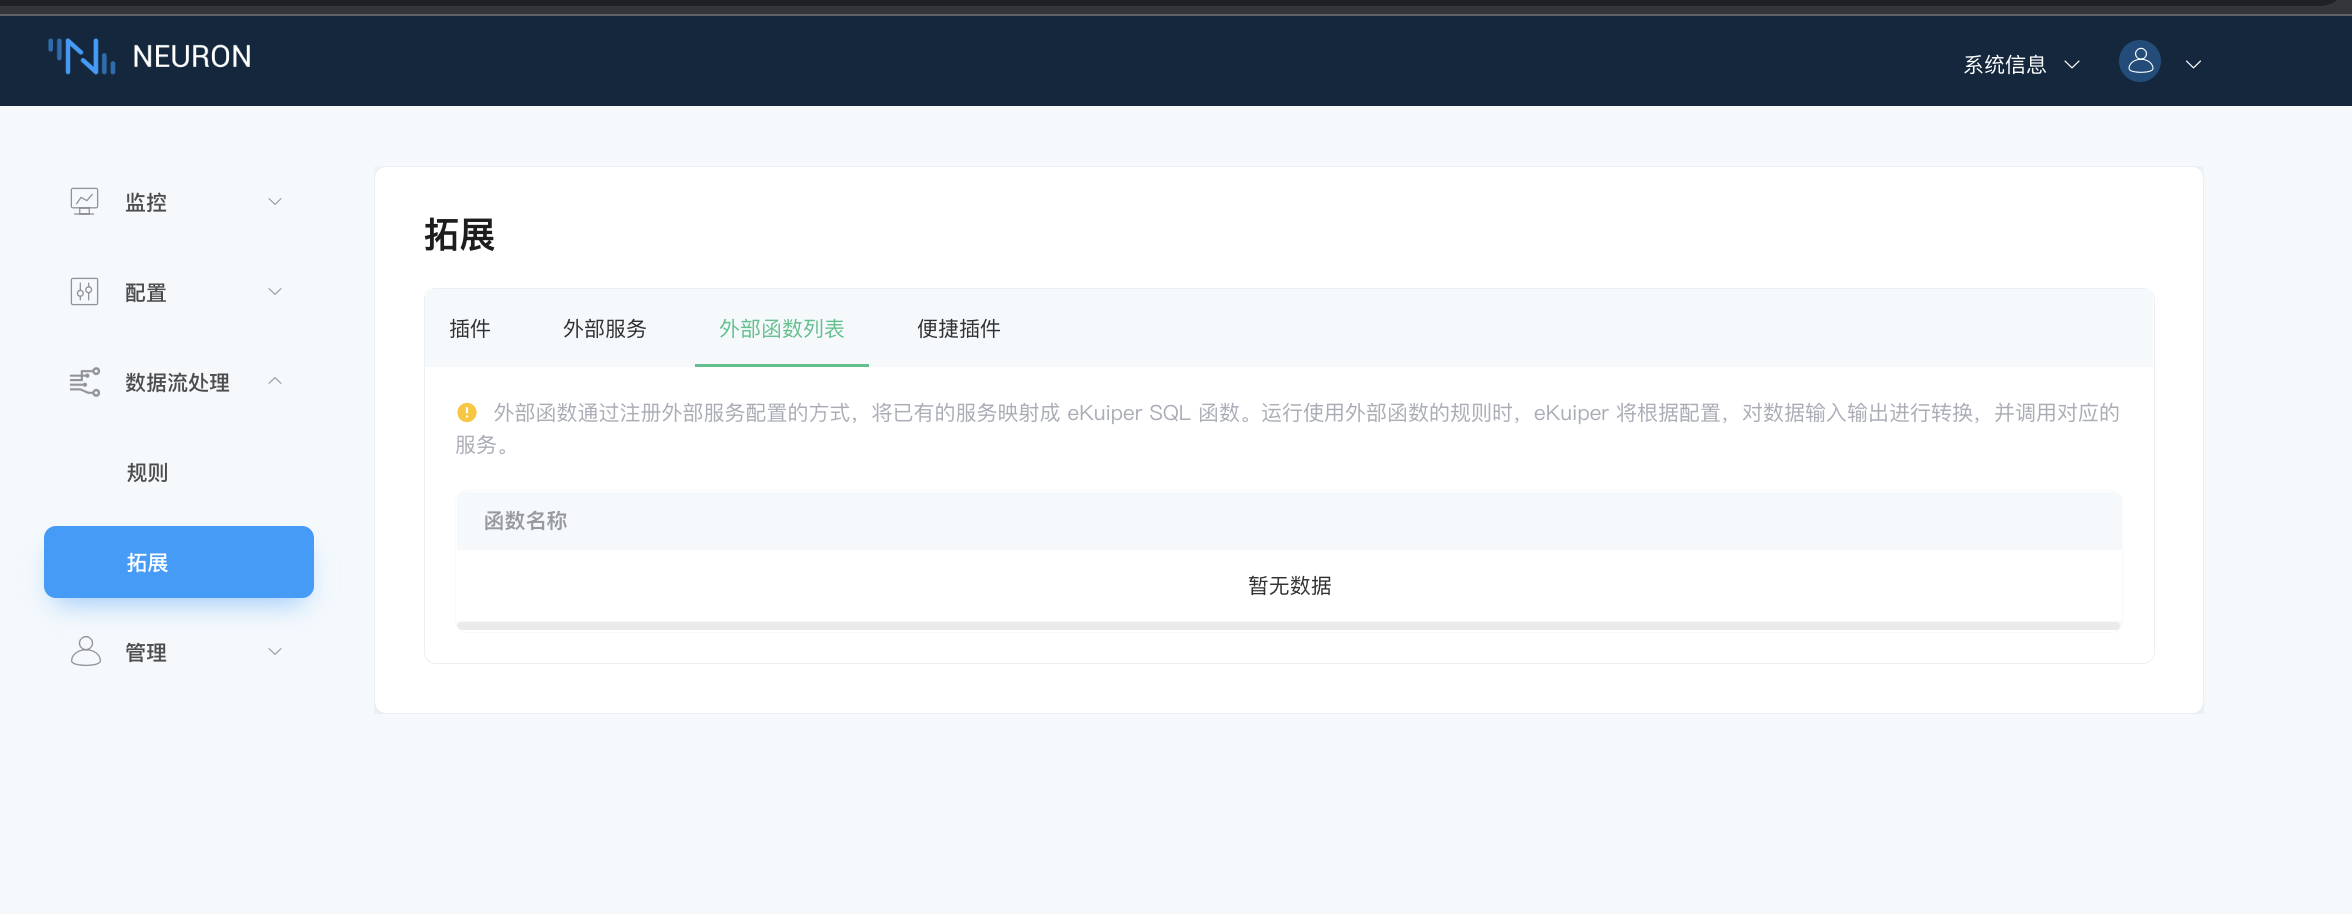 NEURON
系统信息
监控
配置
数据流处理
规则
拓展
管理
拓展
插件 外部服务 外部函数列表 便捷插件
外部函数通过注册外部服务配置的方式，将已有的服务映射成 eKuiper SQL 函数。运行使用外部函数的规则时，eKuiper 将根据配置，对数据输入输出进行转换，并调用对应的
服务。
函数名称
暂无数据